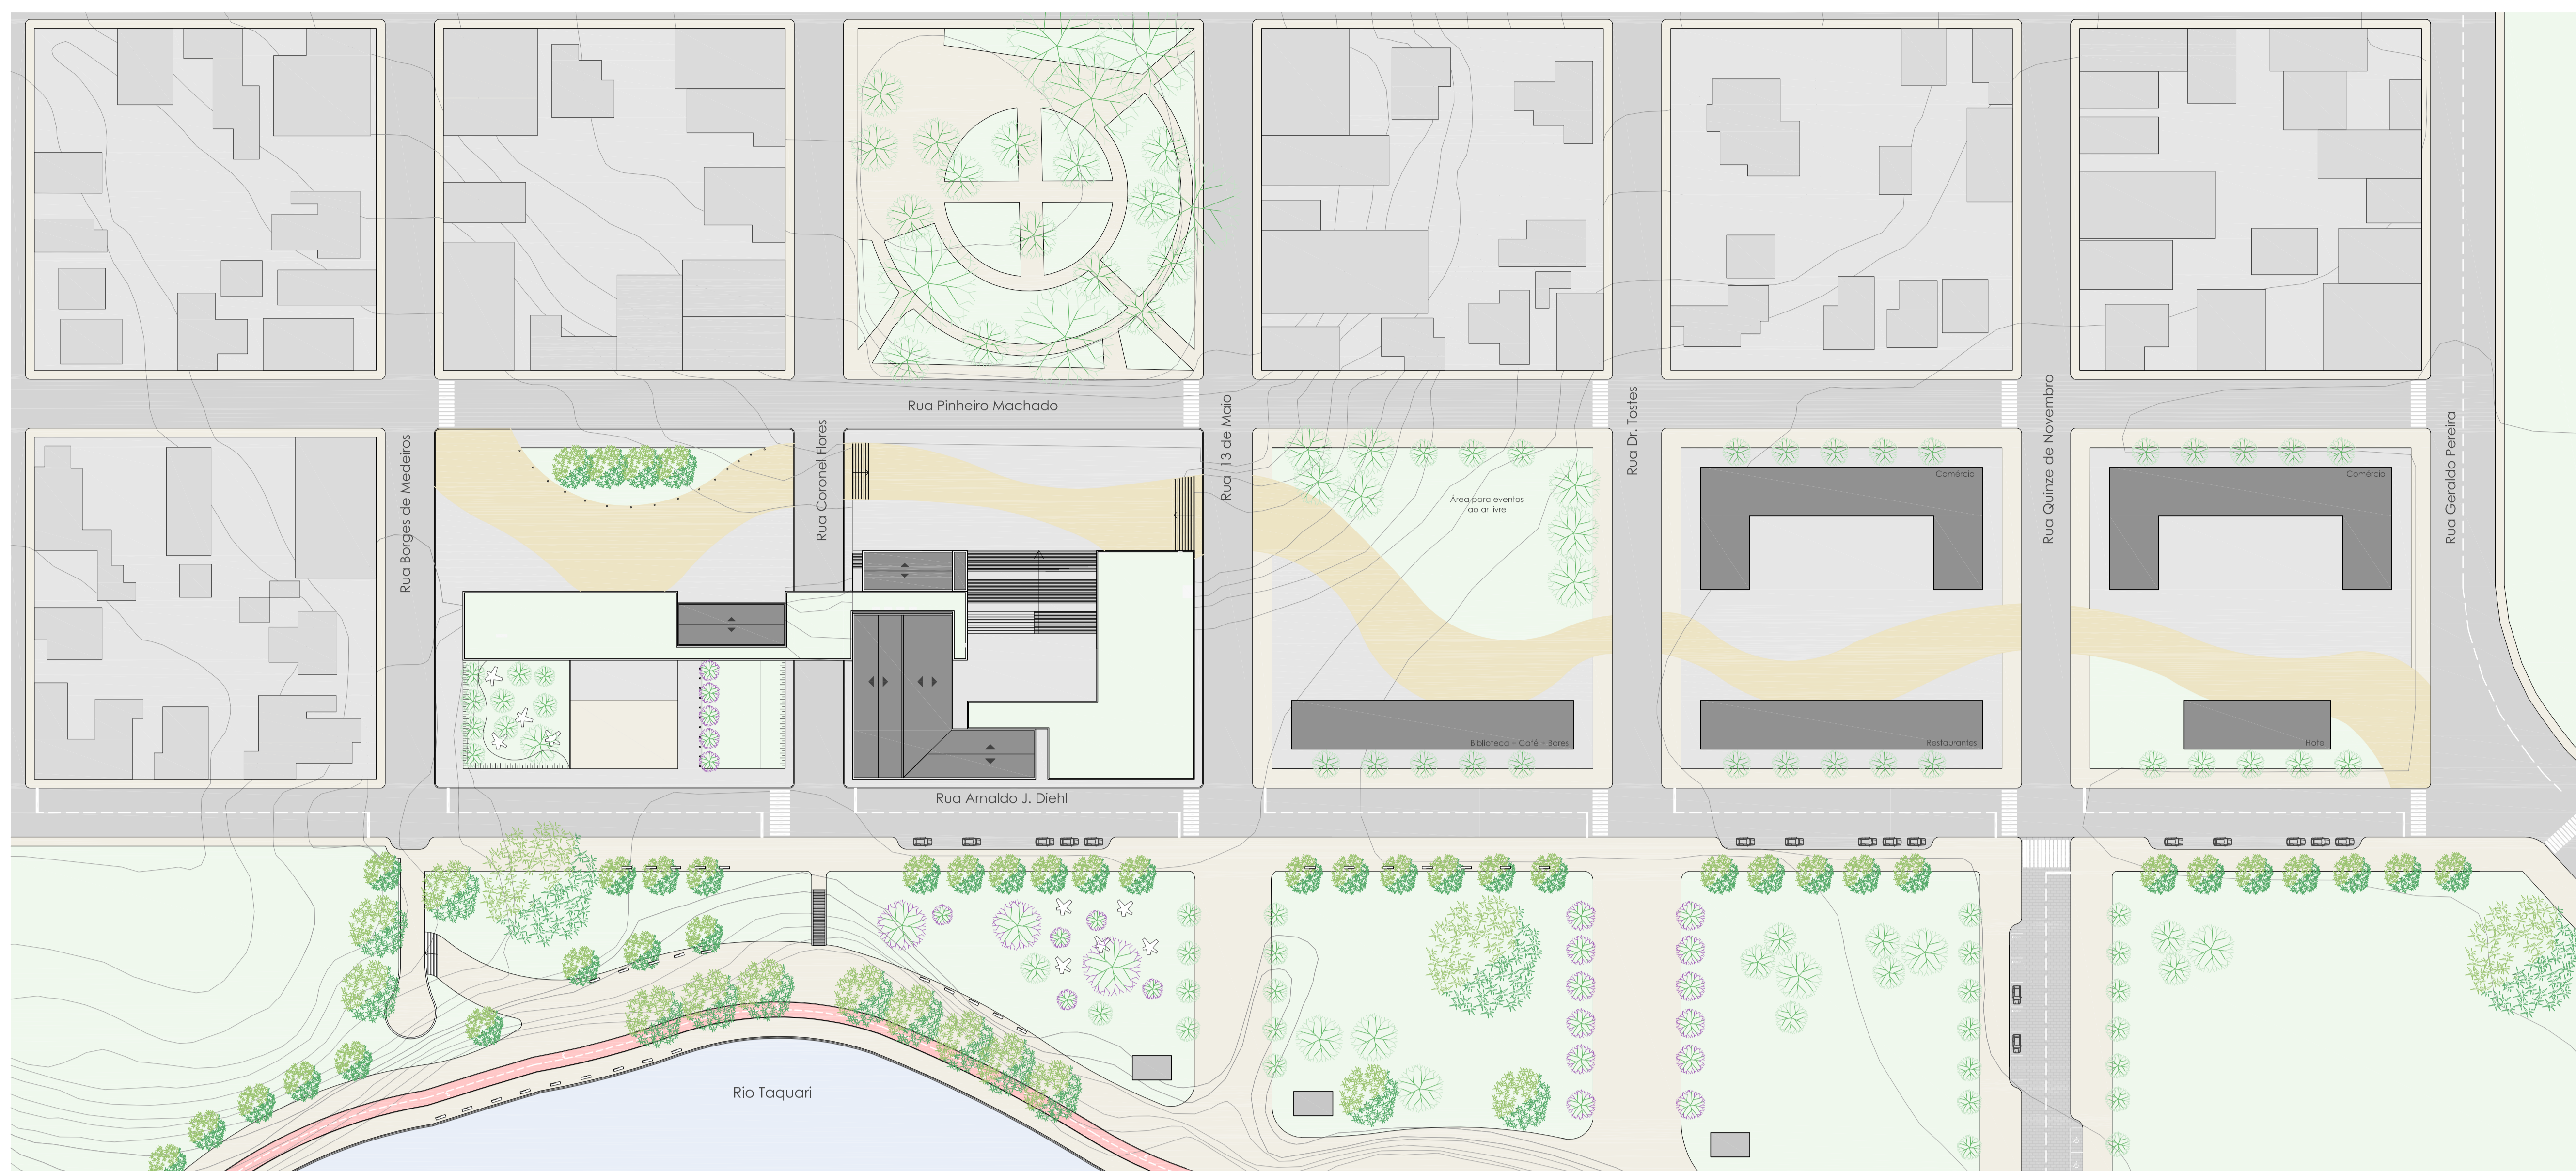 Rua Pinheiro Machado
Rua Borges de Medeiros
Rua Coronel Flores
Rua 13 de Maio
Rua Dr. Tostes
Rua Quinze de Novembro
Rua Geraldo Pereira
Área para eventos
ao ar livre
Comércio
Comércio
Biblioteca + Café + Bares
Restaurantes
Hotel
Rua Arnaldo J. Diehl
Rio Taquari